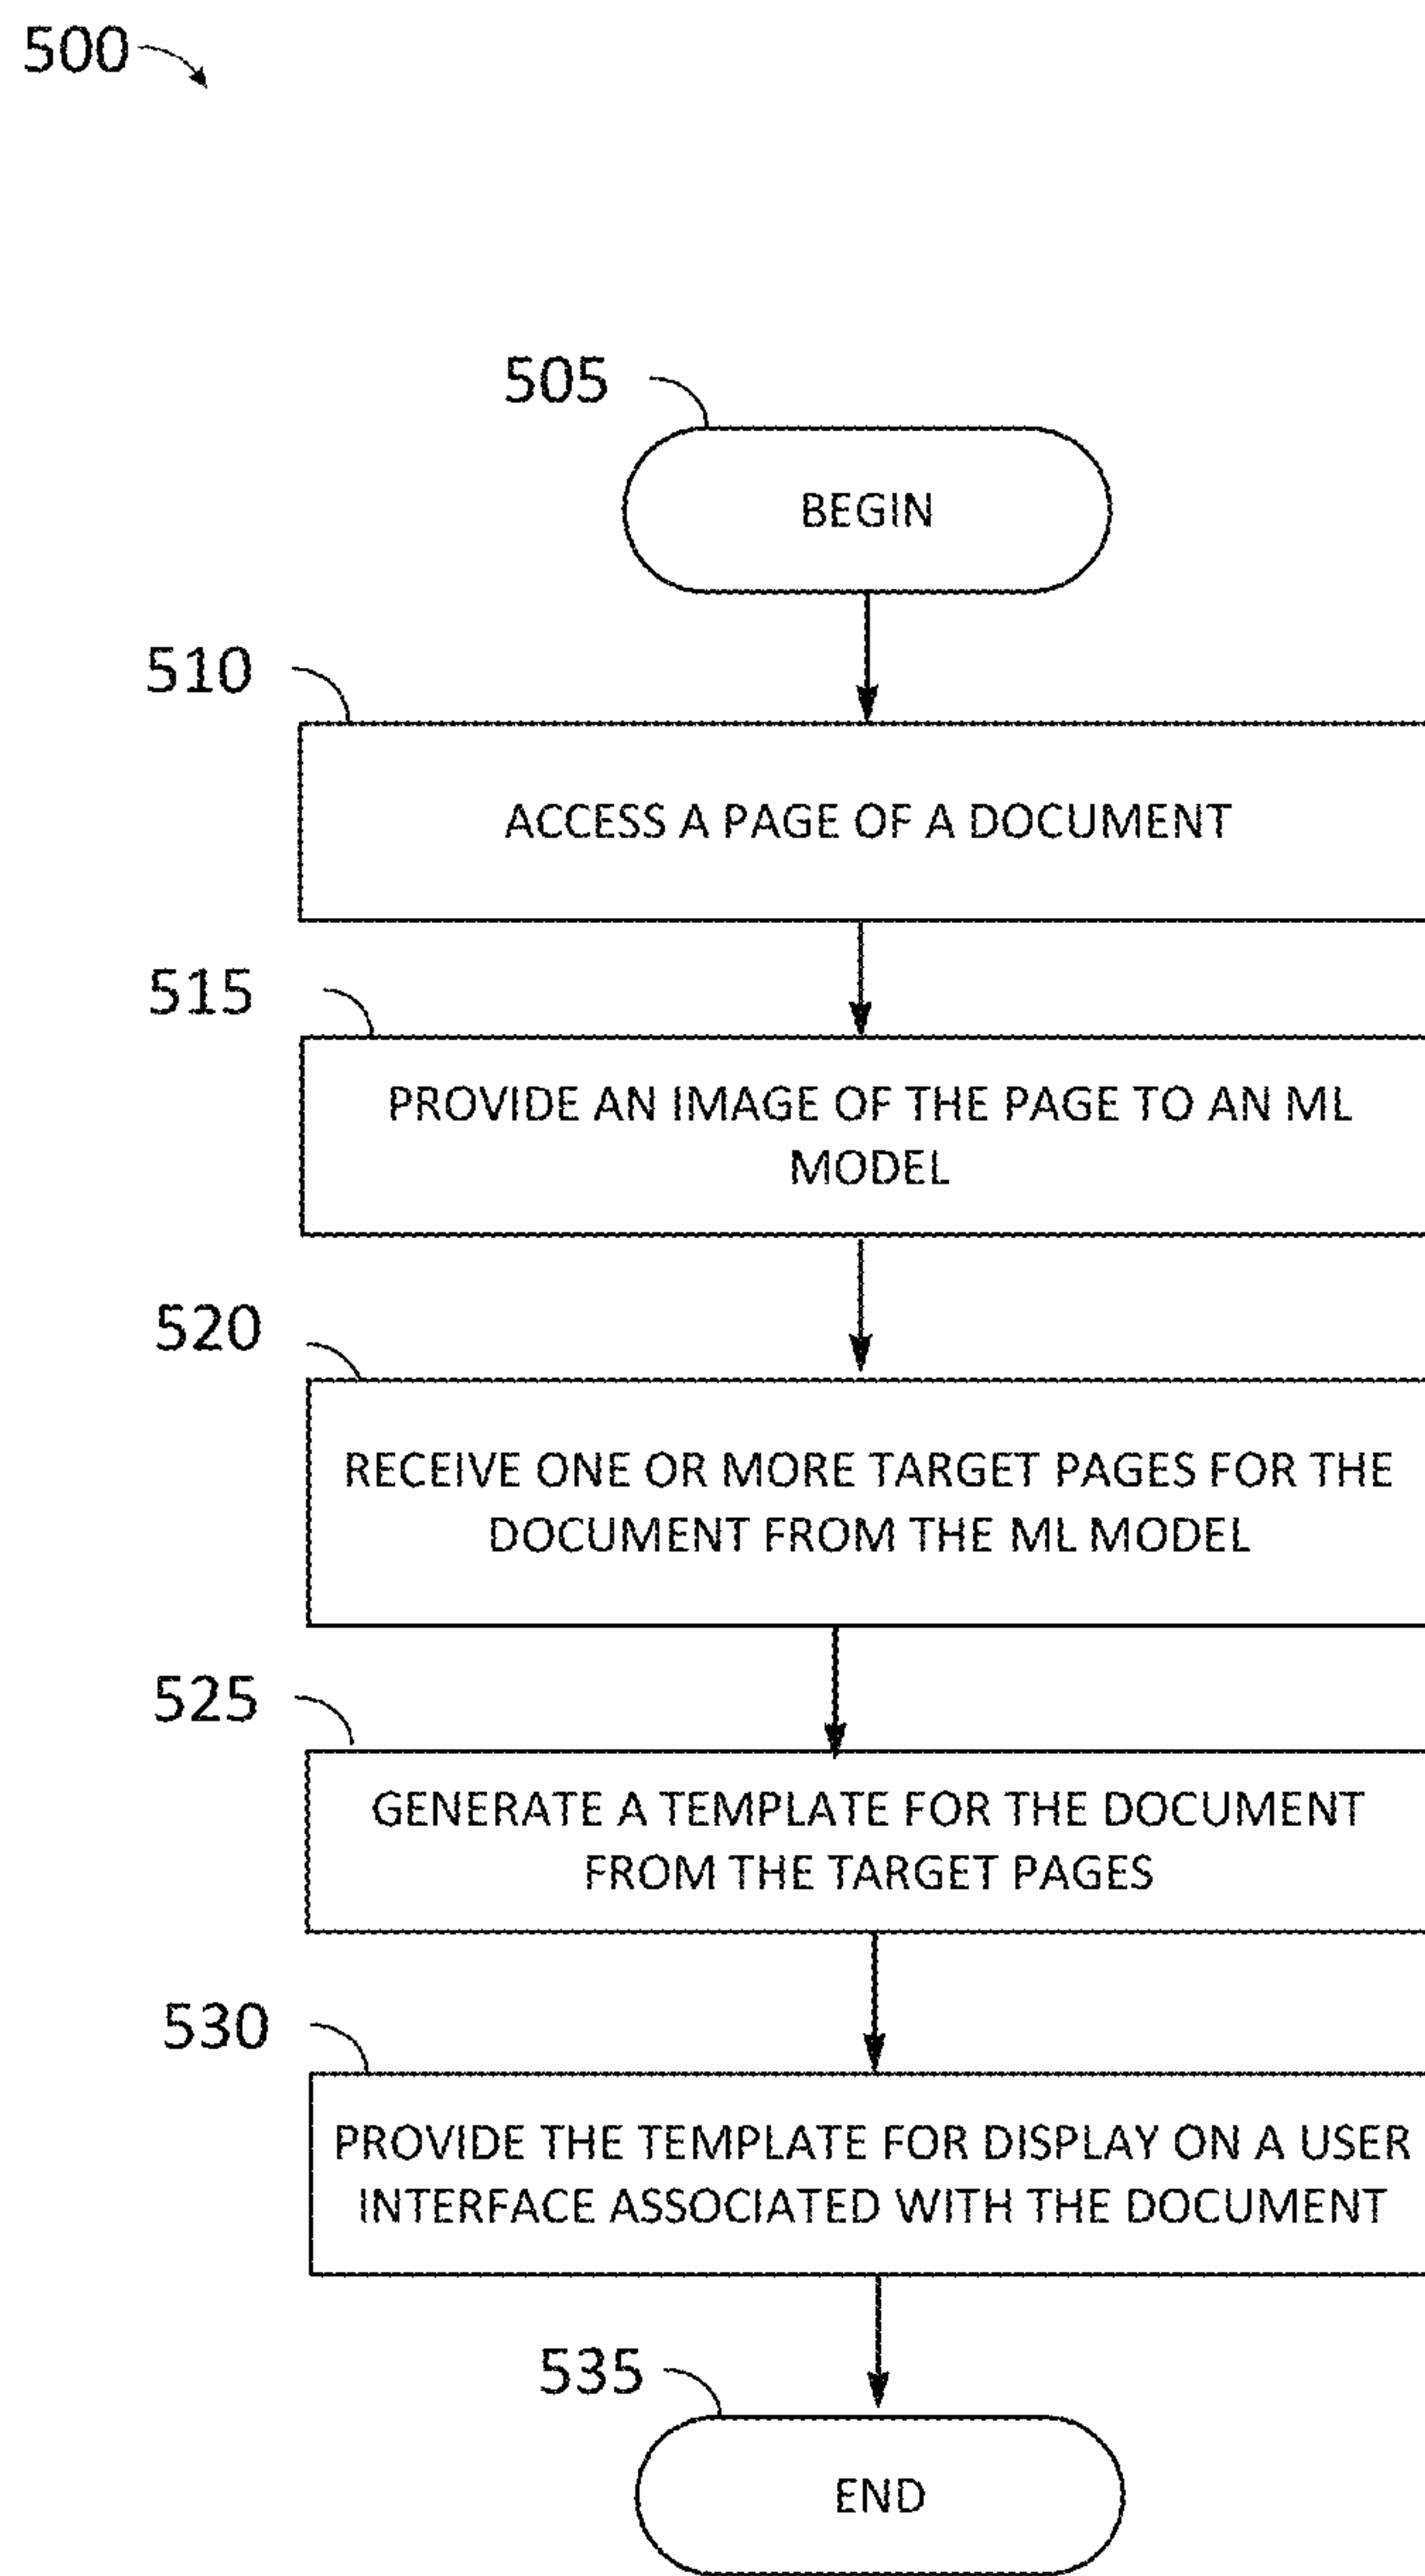 500
505
BEGIN
510
ACCESS A PAGE OF A DOCUMENT
515
PROVIDE AN IMAGE OF THE PAGE TO AN ML
MODEL
520
RECEIVE ONE OR MORE TARGET PAGES FOR THE
DOCUMENT FROM THE ML MODEL
525
GENERATE A TEMPLATE FOR THE DOCUMENT
FROM THE TARGET PAGES
530
PROVIDE THE TEMPLATE FOR DISPLAY ON A USER
INTERFACE ASSOCIATED WITH THE DOCUMENT
535
END